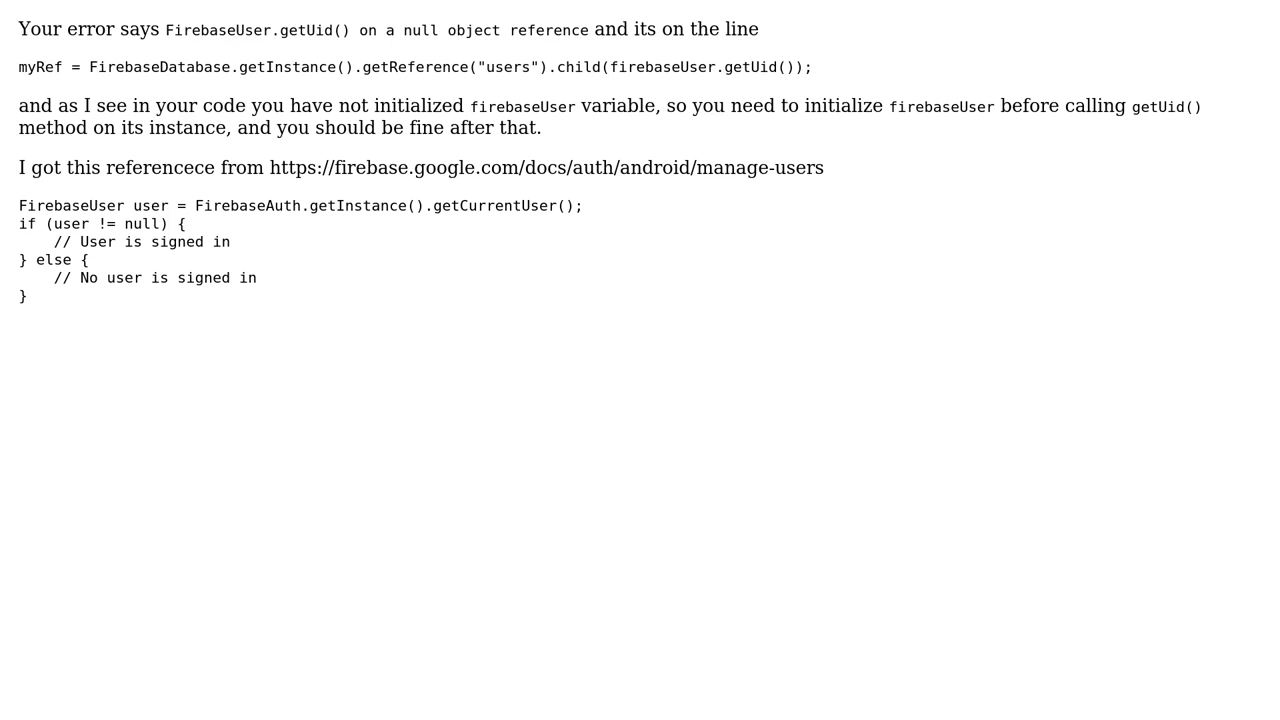 Your error says FirebaseUser.getUid() on a null object reference and its on the line
myRef = FirebaseDatabase.getInstance().getReference("users").child(firebaseUser.getUid());
and as I see in your code you have not initialized firebaseUser variable, so you need to initialize firebaseUser before calling getUid()
method on its instance, and you should be fine after that.
I got this referencece from https://firebase.google.com/docs/auth/android/manage-users
FirebaseUser user = FirebaseAuth.getInstance().getCurrentUser();
if (user != null) {
    // User is signed in
} else {
    // No user is signed in
}